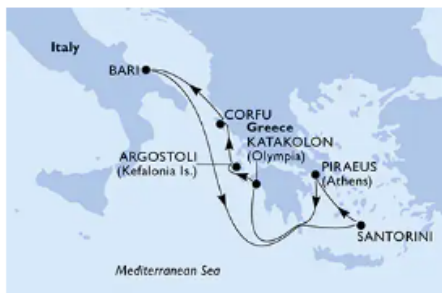 Italy
BARI
CORFU
Greece
KATAKOLON
(Olympia)
ARGOSTOLI
(Kefalonia Is.)
PIRAEUS
(Athens)
SANTORINI
Mediterranean Sea